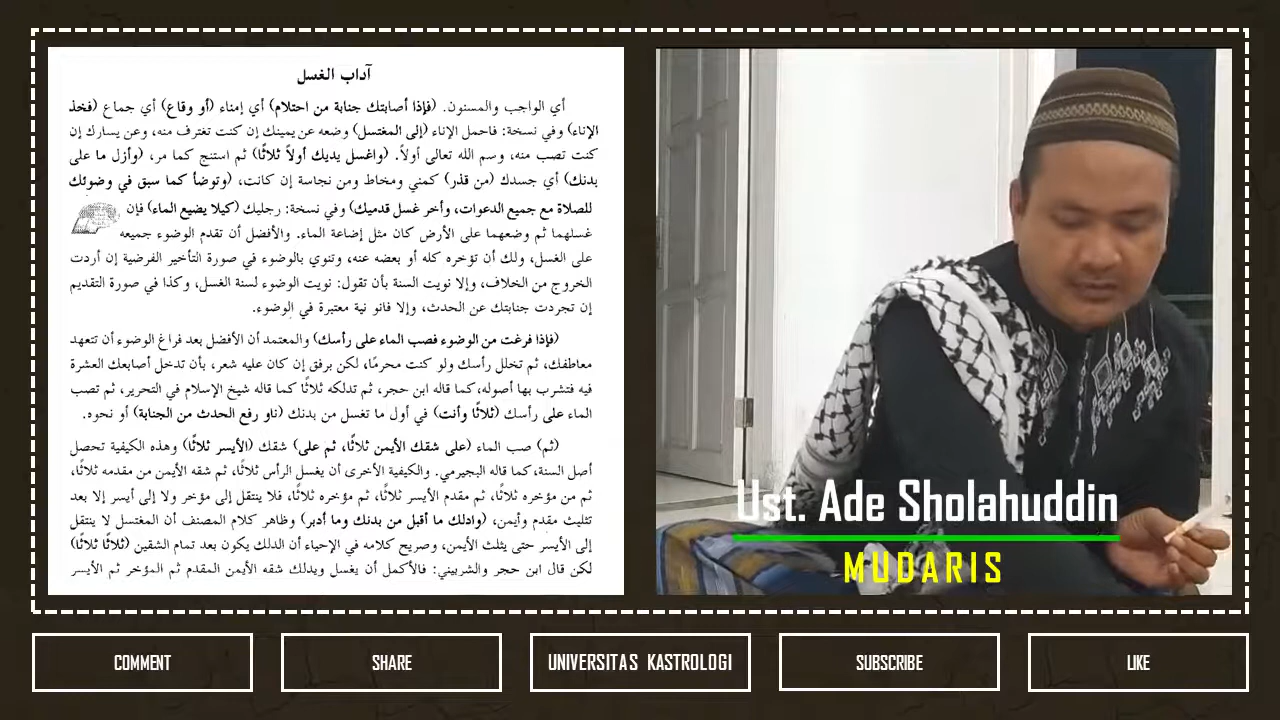 آداب الغسل
أي الواجب والمسنون. (فإذا أصابتك جنابة من احتلام) أي إمناء (أو وقاع) أي جماع (فخذ
الإناء) وفي نسخة: فاحمل الإناء (إلى المغتسل) وضعه عن يمينك إن كنت تغترف منه، وعن يسارك إن
كنت تصب منه، وسم الله تعالى أولاً. (واغسل يديك أولاً ثلاثًا) ثم استنج كما مر، (وأزل ما على
بدنك) أي جسدك (من قذر) كمني ومخاط ومن نجاسة إن كانت، (وتوضأ كما سبق في وضوئك
للصلاة مع جميع الدعوات، وأخر غسل قدميك) وفي نسخة: رجليك (كيلا يضيع الماء) فإن
غسلهما ثم وضعهما على الأرض كان مثل إضاعة الماء. والأفضل أن تقدم الوضوء جميعه
على الغسل، ولك أن تؤخره كله أو بعضه عنه، وتنوي بالوضوء في صورة التأخير الفرضية إن أردت
الخروج من الخلاف، وإلا نويت السنة بأن تقول: نويت الوضوء لسنة الغسل، وكذا في صورة التقديم
إن تجردت جنابتك عن الحدث، وإلا فانو نية معتبرة في الوضوء.
(فإذا فرغت من الوضوء فصب الماء على رأسك) والمعتمد أن الأفضل بعد فراغ الوضوء أن تتعهد
معاطفك، ثم تخلل رأسك ولو كنت محرمًا، لكن برفق إن كان عليه شعر، بأن تدخل أصابعك العشرة
فيه فتشرب بها أصوله، كما قاله ابن حجر، ثم تدلكه ثلاثًا كما قاله شيخ الإسلام في التحرير، ثم تصب
الماء على رأسك (ثلاثًا وأنت) في أول ما تغسل من بدنك (ناو رفع الحدث من الجنابة) أو نحوه.
(ثم) صب الماء (على شقك الأيمن ثلاثًا، ثم على) شقك (الأيسر ثلاثًا) وهذه الكيفية تحصل
أصل السنة، كما قاله البجيرمي. والكيفية الأخرى أن يغسل الرأس ثلاثًا، ثم شقه الأيمن من مقدمه ثلاثًا،
ثم من مؤخره ثلاثًا، ثم مقدم الأيسر ثلاثًا، ثم مؤخره ثلاثًا، فلا ينتقل إلى مؤخر ولا إلى أيسر إلا بعد
تثليث مقدم وأيمن، (وادلك ما أقبل من بدنك وما أدبر) وظاهر كلام المصنف أن المغتسل لا ينتقل
إلى الأيسر حتى يثلث الأيمن، وصريح كلامه في الإحياء أن الدلك يكون بعد تمام الشقين (ثلاثًا ثلاثًا)
لكن قال ابن حجر والشربيني: فالأكمل أن يغسل ويدلك شقه الأيمن المقدم ثم المؤخر ثم الأيسر
Ust. Ade Sholahuddin
MUDARIS
COMMENT
SHARE
UNIVERSITAS KASTROLOGI
SUBSCRIBE
LIKE